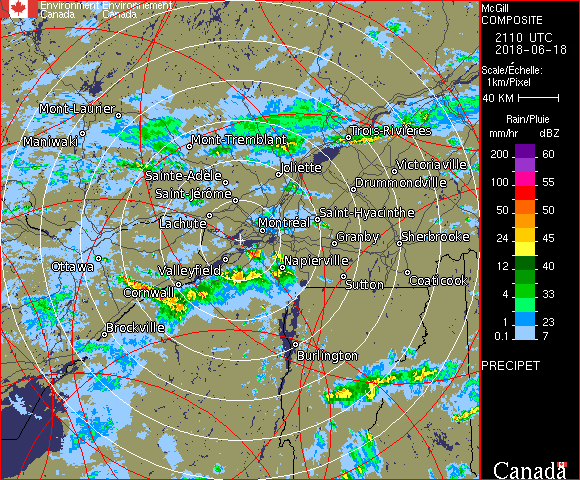 Environment Environnement
Canada Canada
McGill
COMPOSITE
2110 UTC
2018-06-18
Scale/Échelle:
1km/Pixel
40 KM
Rain/Pluie
mm/hr dBZ
200 60
100 55
50 50
24 45
12 40
4 33
1 23
0.1 7
PRECIPET
Canada
Mont-Laurier
Maniwaki
Mont-Tremblant
Trois-Rivières
Sainte-Adèle
Joliette
Victoriaville
Saint-Jérôme
Drummondville
Lachute
Saint-Hyacinthe
Montréal
Granby
Sherbrooke
Ottawa
Valleyfield
Napierville
Cornwall
Sutton
Coaticook
Brockville
Burlington